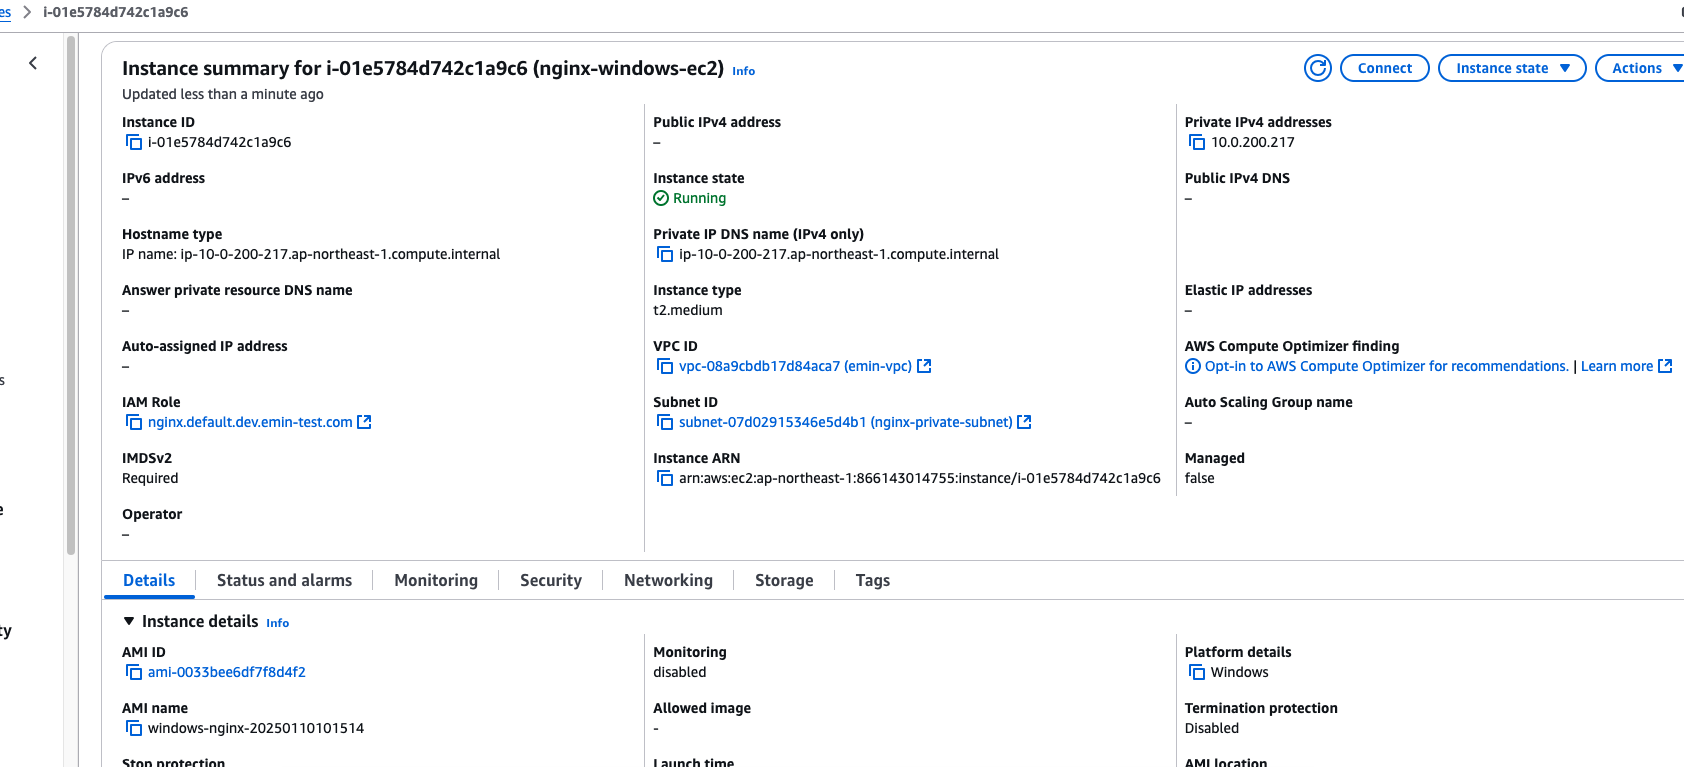 es > i-01e5784d742c1a9c6
Instance summary for i-01e5784d742c1a9c6 (nginx-windows-ec2) Info
Updated less than a minute ago
Connect
Instance state
Actions
Instance ID
i-01e5784d742c1a9c6
Public IPv4 address
–
Private IPv4 addresses
10.0.200.217
IPv6 address
–
Instance state
Running
Public IPv4 DNS
–
Hostname type
IP name: ip-10-0-200-217.ap-northeast-1.compute.internal
Private IP DNS name (IPv4 only)
ip-10-0-200-217.ap-northeast-1.compute.internal
Answer private resource DNS name
–
Instance type
t2.medium
Elastic IP addresses
–
Auto-assigned IP address
–
VPC ID
vpc-08a9cbdb17d84aca7 (emin-vpc)
AWS Compute Optimizer finding
Opt-in to AWS Compute Optimizer for recommendations. | Learn more
IAM Role
nginx.default.dev.emin-test.com
Subnet ID
subnet-07d02915346e5d4b1 (nginx-private-subnet)
Auto Scaling Group name
–
IMDSv2
Required
Instance ARN
arn:aws:ec2:ap-northeast-1:866143014755:instance/i-01e5784d742c1a9c6
Managed
false
Operator
–
s
e
ty
Details
Status and alarms
Monitoring
Security
Networking
Storage
Tags
Instance details Info
AMI ID
ami-0033bee6df7f8d4f2
Monitoring
disabled
Platform details
Windows
AMI name
windows-nginx-20250110101514
Allowed image
-
Termination protection
Disabled
Stop protection
Launch time
AMI location